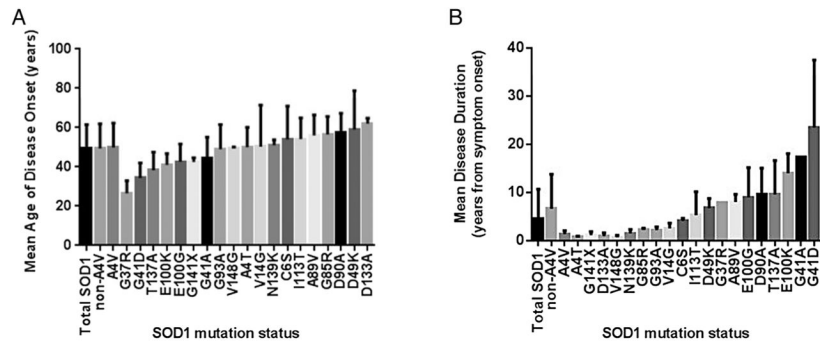 A
Mean Age of Disease Onset (years)
100
80
60
40
20
0
Total SOD1
non-A4V
A4V
G37R
G41D
T137A
E100K
E100G
G141X
G41A
G93A
V148G
A4T
V14G
N139K
C6S
I113T
A89V
G85R
D90A
D49K
D133A
SOD1 mutation status
B
Mean Disease Duration
(years from symptom onset)
40
30
20
10
0
Total SOD1
non-A4V
A4V
A4T
G141X
D133A
V148G
N139K
G85R
G93A
V14G
C6S
I113T
D49K
G37R
A89V
E100G
D90A
T137A
E100K
G41A
G41D
SOD1 mutation status